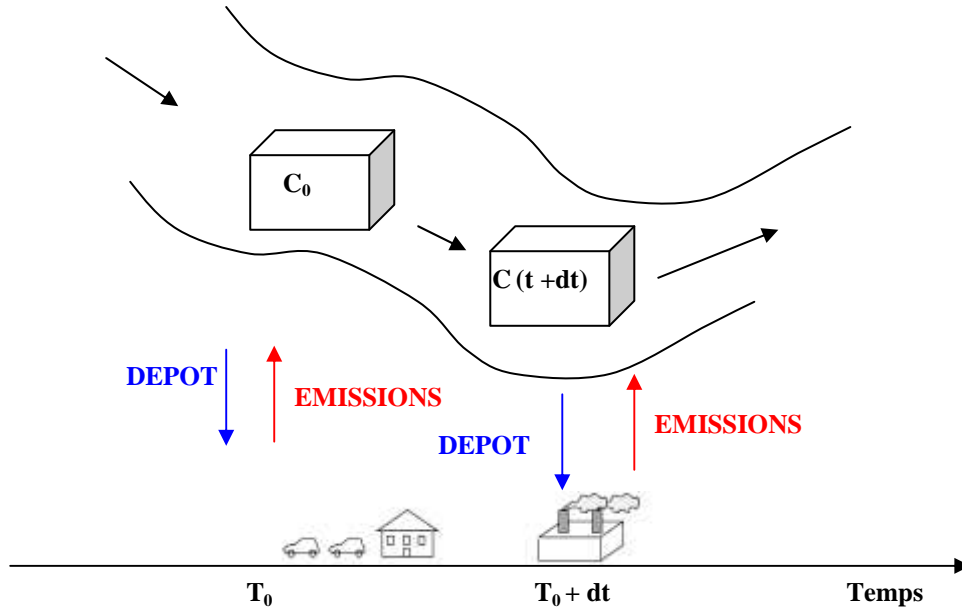 C₀
C (t +dt)
DEPOT
EMISSIONS
DEPOT
EMISSIONS
T₀
T₀ + dt
Temps